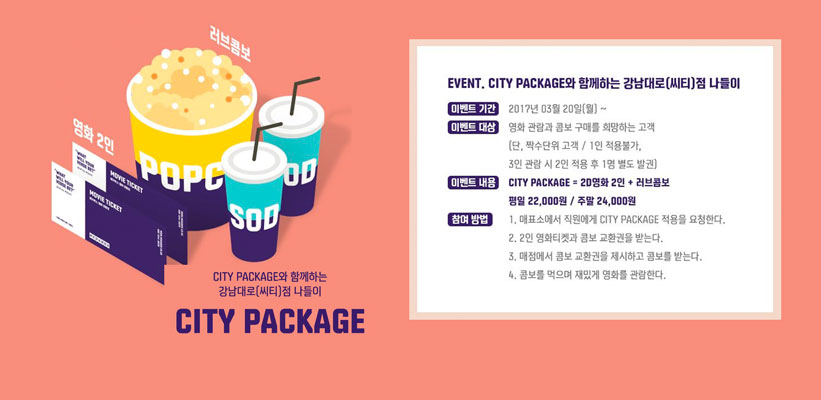 러브콤보
영화 2인
POPC
SOD
OD
MOVIE TICKET
MOVIE TICKET
CITY PACKAGE와 함께하는
강남대로(씨티)점 나들이
CITY PACKAGE
EVENT. CITY PACKAGE와 함께하는 강남대로(씨티)점 나들이
이벤트 기간 2017년 03월 20일(월) ~
이벤트 대상 영화 관람과 콤보 구매를 희망하는 고객
(단, 짝수단위 고객 / 1인 적용불가,
3인 관람 시 2인 적용 후 1명 별도 발권)
이벤트 내용 CITY PACKAGE = 2D영화 2인 + 러브콤보
평일 22,000원 / 주말 24,000원
참여 방법 1. 매표소에서 직원에게 CITY PACKAGE 적용을 요청한다.
2. 2인 영화티켓과 콤보 교환권을 받는다.
3. 매점에서 콤보 교환권을 제시하고 콤보를 받는다.
4. 콤보를 먹으며 재밌게 영화를 관람한다.